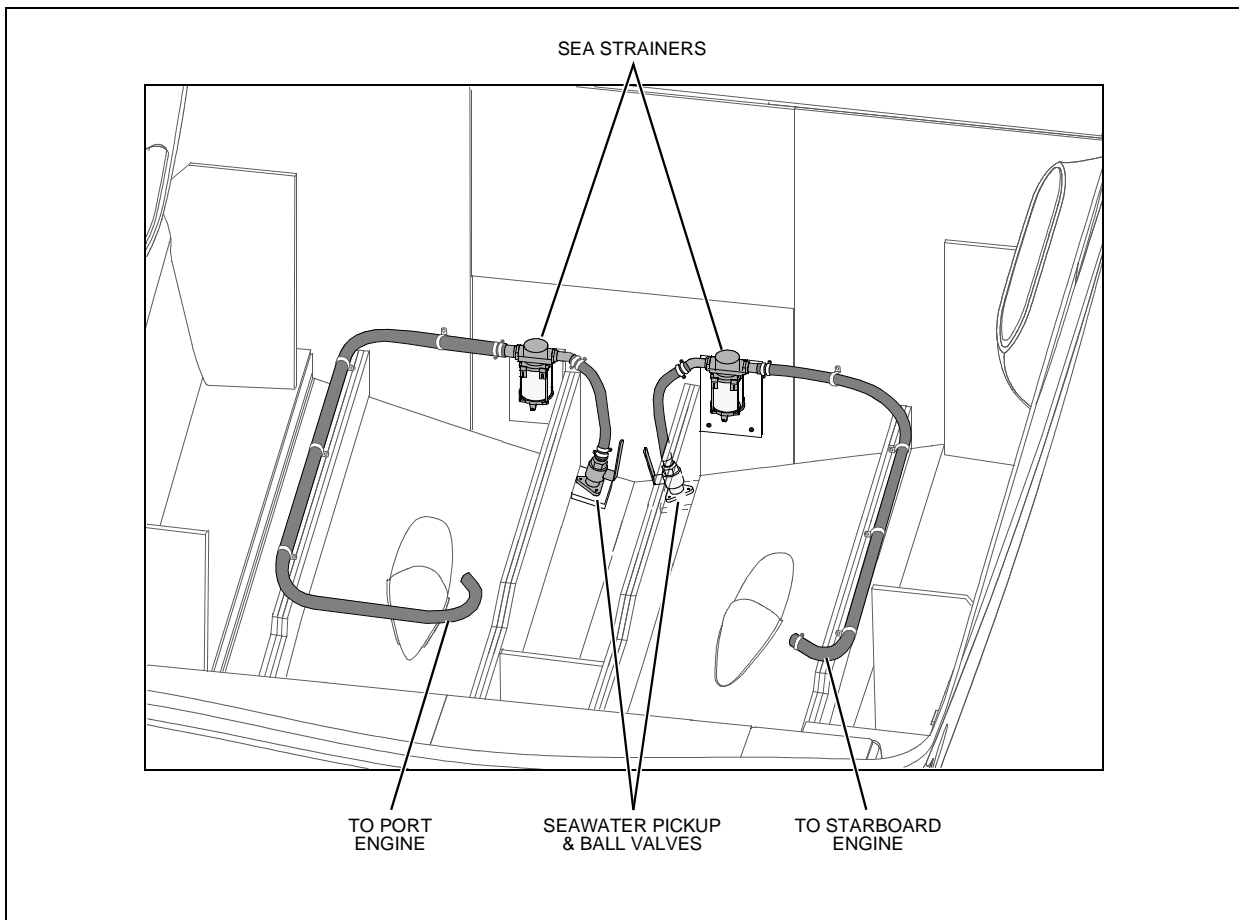 SEA STRAINERS
TO PORT
ENGINE
SEAWATER PICKUP
& BALL VALVES
TO STARBOARD
ENGINE